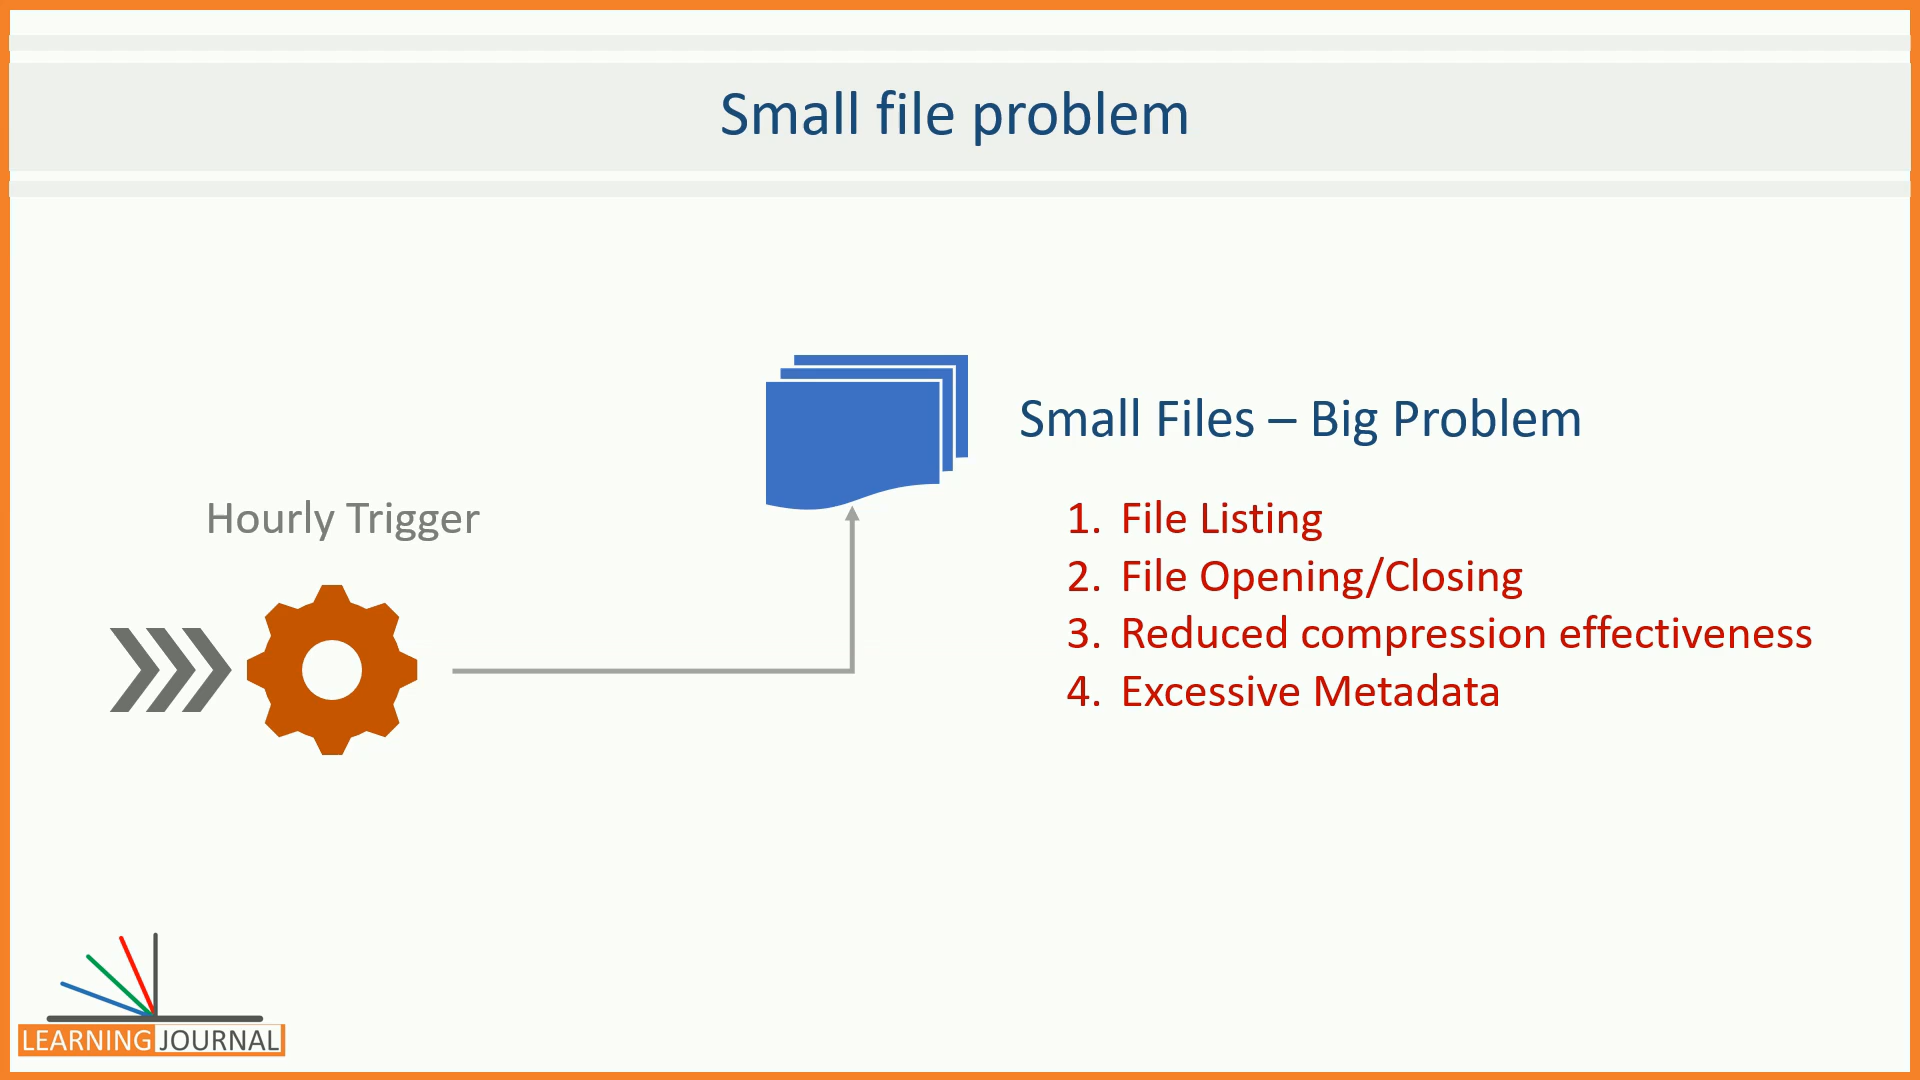 Small file problem
Small Files – Big Problem
Hourly Trigger
1. File Listing
2. File Opening/Closing
3. Reduced compression effectiveness
4. Excessive Metadata
LEARNING JOURNAL